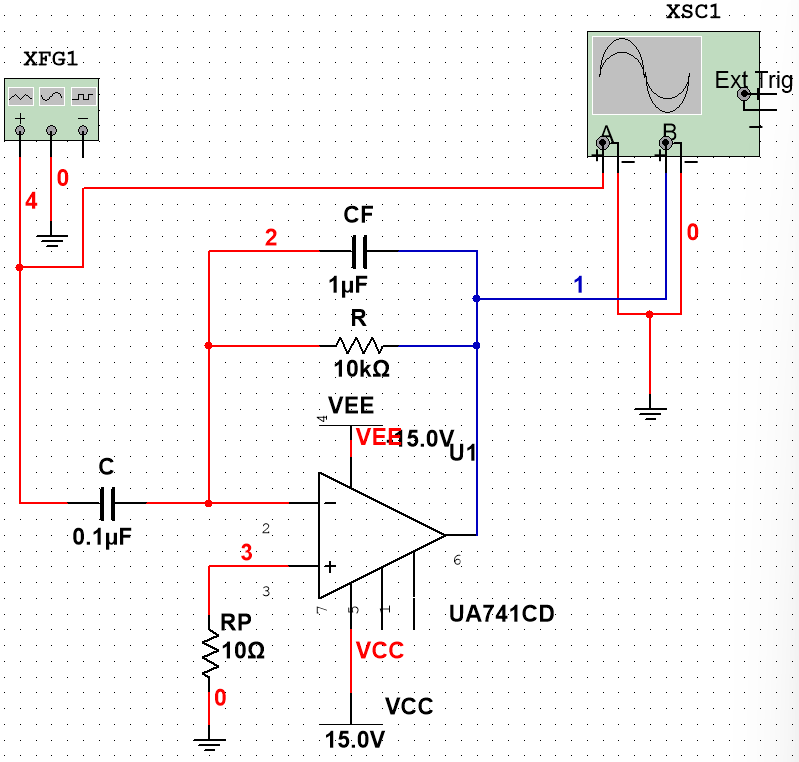 XSC1
XFG1
Ext Trig
+
−
A
B
+
−
+
−
−
0
4
CF
2
0
1µF
1
R
10kΩ
VEE
4
VEE
-15.0V
U1
C
−
0.1µF
2
6
3
+
3
7
5
1
UA741CD
RP
10Ω
VCC
0
VCC
15.0V